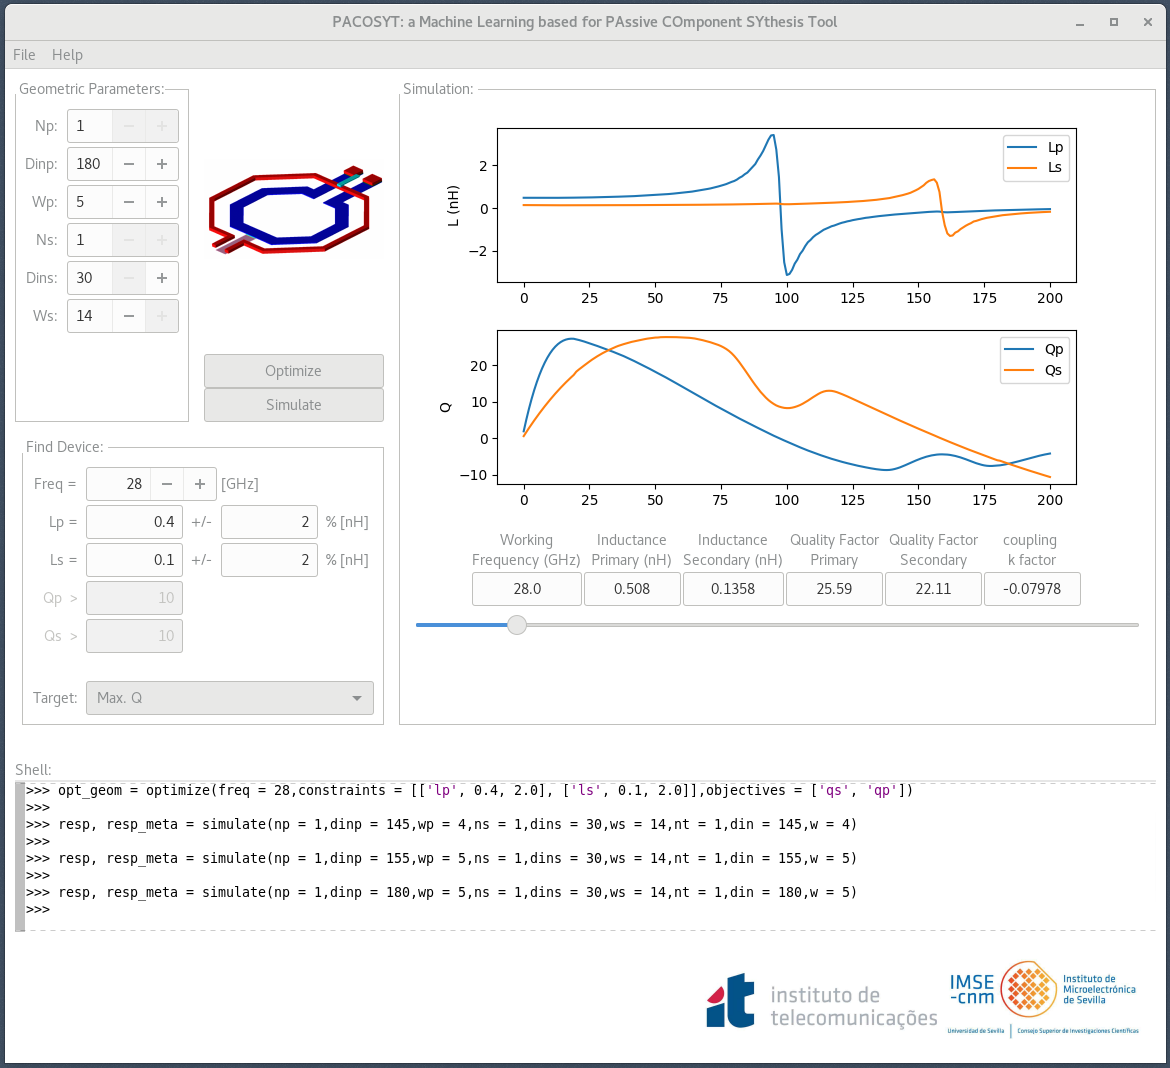 PACOSYT: a Machine Learning based for PAssive COmponent SYthesis Tool
File Help
Geometric Parameters:
Np: 1
Dinp: 180
Wp: 5
Ns: 1
Dins: 30
Ws: 14
Optimize
Simulate
Find Device:
Freq = 28 [GHz]
Lp = 0.4 +/- 2 % [nH]
Ls = 0.1 +/- 2 % [nH]
Qp > 10
Qs > 10
Target: Max. Q
Simulation:
L (nH)
2
0
−2
Lp
Ls
0 25 50 75 100 125 150 175 200
Q
20
10
0
−10
Qp
Qs
0 25 50 75 100 125 150 175 200
Working Frequency (GHz)
28.0
Inductance Primary (nH)
0.508
Inductance Secondary (nH)
0.1358
Quality Factor Primary
25.59
Quality Factor Secondary
22.11
coupling k factor
-0.07978
Shell:
>>> opt_geom = optimize(freq = 28,constraints = [['lp', 0.4, 2.0], ['ls', 0.1, 2.0]],objectives = ['qs', 'qp'])
>>>
>>> resp, resp_meta = simulate(np = 1,dinp = 145,wp = 4,ns = 1,dins = 30,ws = 14,nt = 1,din = 145,w = 4)
>>>
>>> resp, resp_meta = simulate(np = 1,dinp = 155,wp = 5,ns = 1,dins = 30,ws = 14,nt = 1,din = 155,w = 5)
>>>
>>> resp, resp_meta = simulate(np = 1,dinp = 180,wp = 5,ns = 1,dins = 30,ws = 14,nt = 1,din = 180,w = 5)
>>>
it
instituto de
telecomunicações
IMSE
-cnm
Instituto de
Microelectrónica
de Sevilla
Universidad de Sevilla
Consejo Superior de Investigaciones Científicas